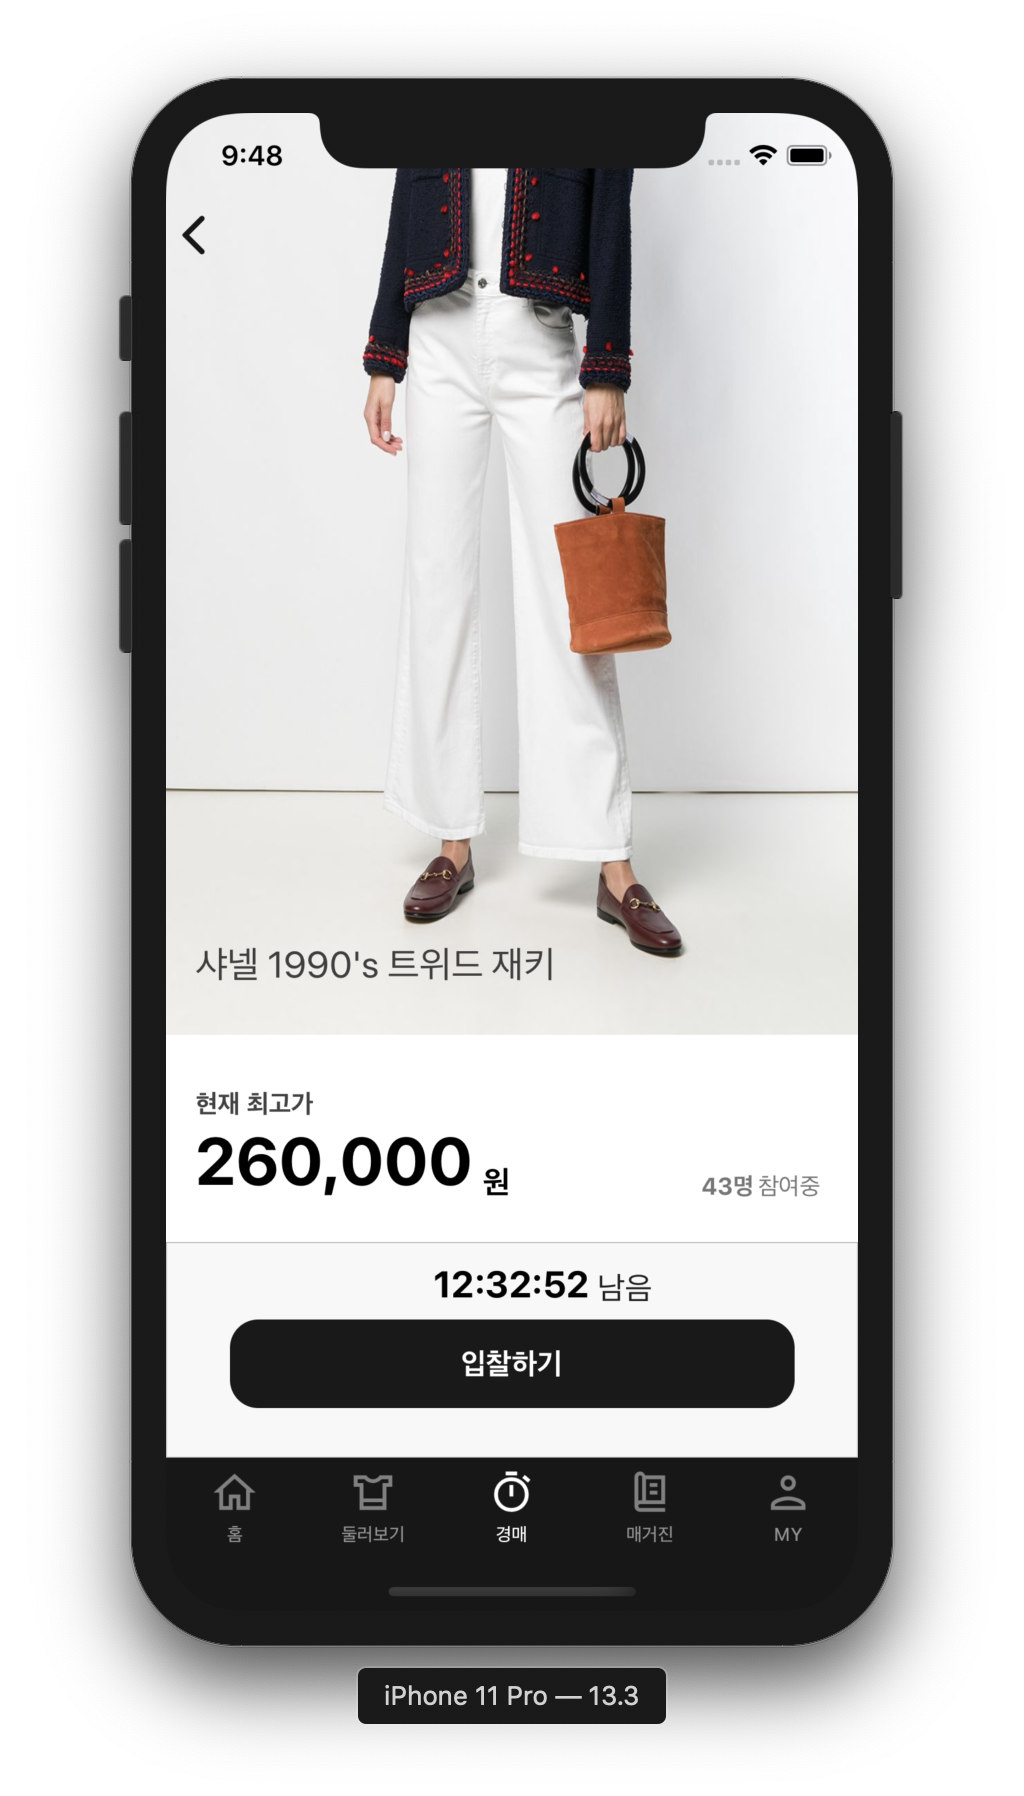 9:48
샤넬 1990's 트위드 재키
현재 최고가
260,000 원
43명 참여중
12:32:52 남음
입찰하기
홈 둘러보기 경매 매거진 MY
iPhone 11 Pro — 13.3